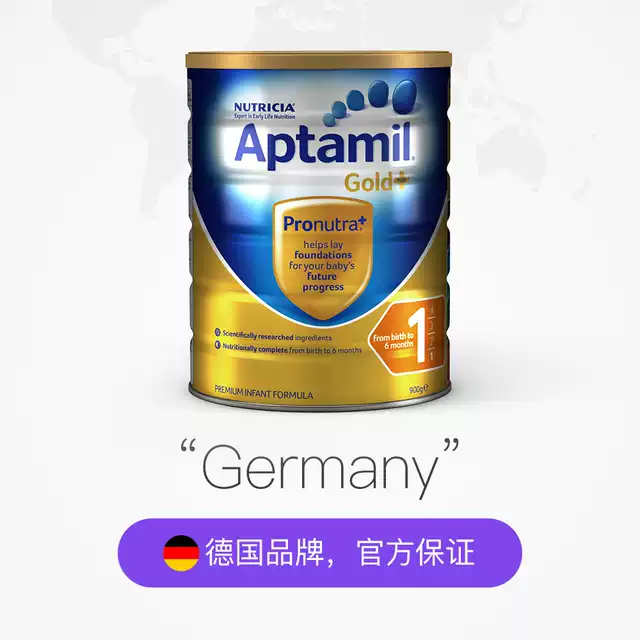 NUTRICIA
Expert in Early Life Nutrition
Aptamil®
Gold+
Pronutra+
helps lay
foundations
for your baby's
future
progress
Scientifically researched ingredients
Nutritionally complete from birth to 6 months
from birth to
6 months
1
PREMIUM INFANT FORMULA
900g℮
“Germany”
德国品牌，官方保证